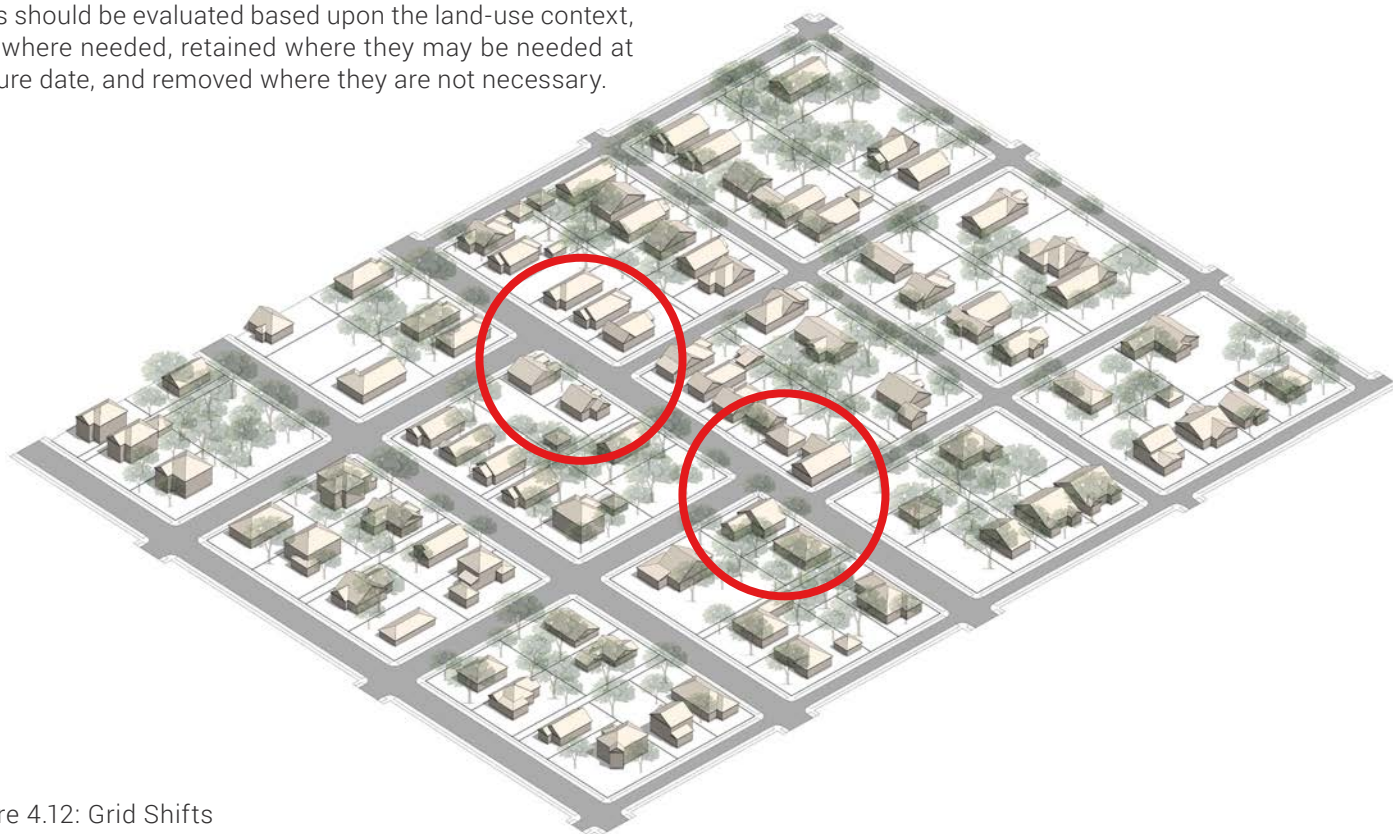 s should be evaluated based upon the land-use context,
where needed, retained where they may be needed at
ure date, and removed where they are not necessary.
re 4.12: Grid Shifts